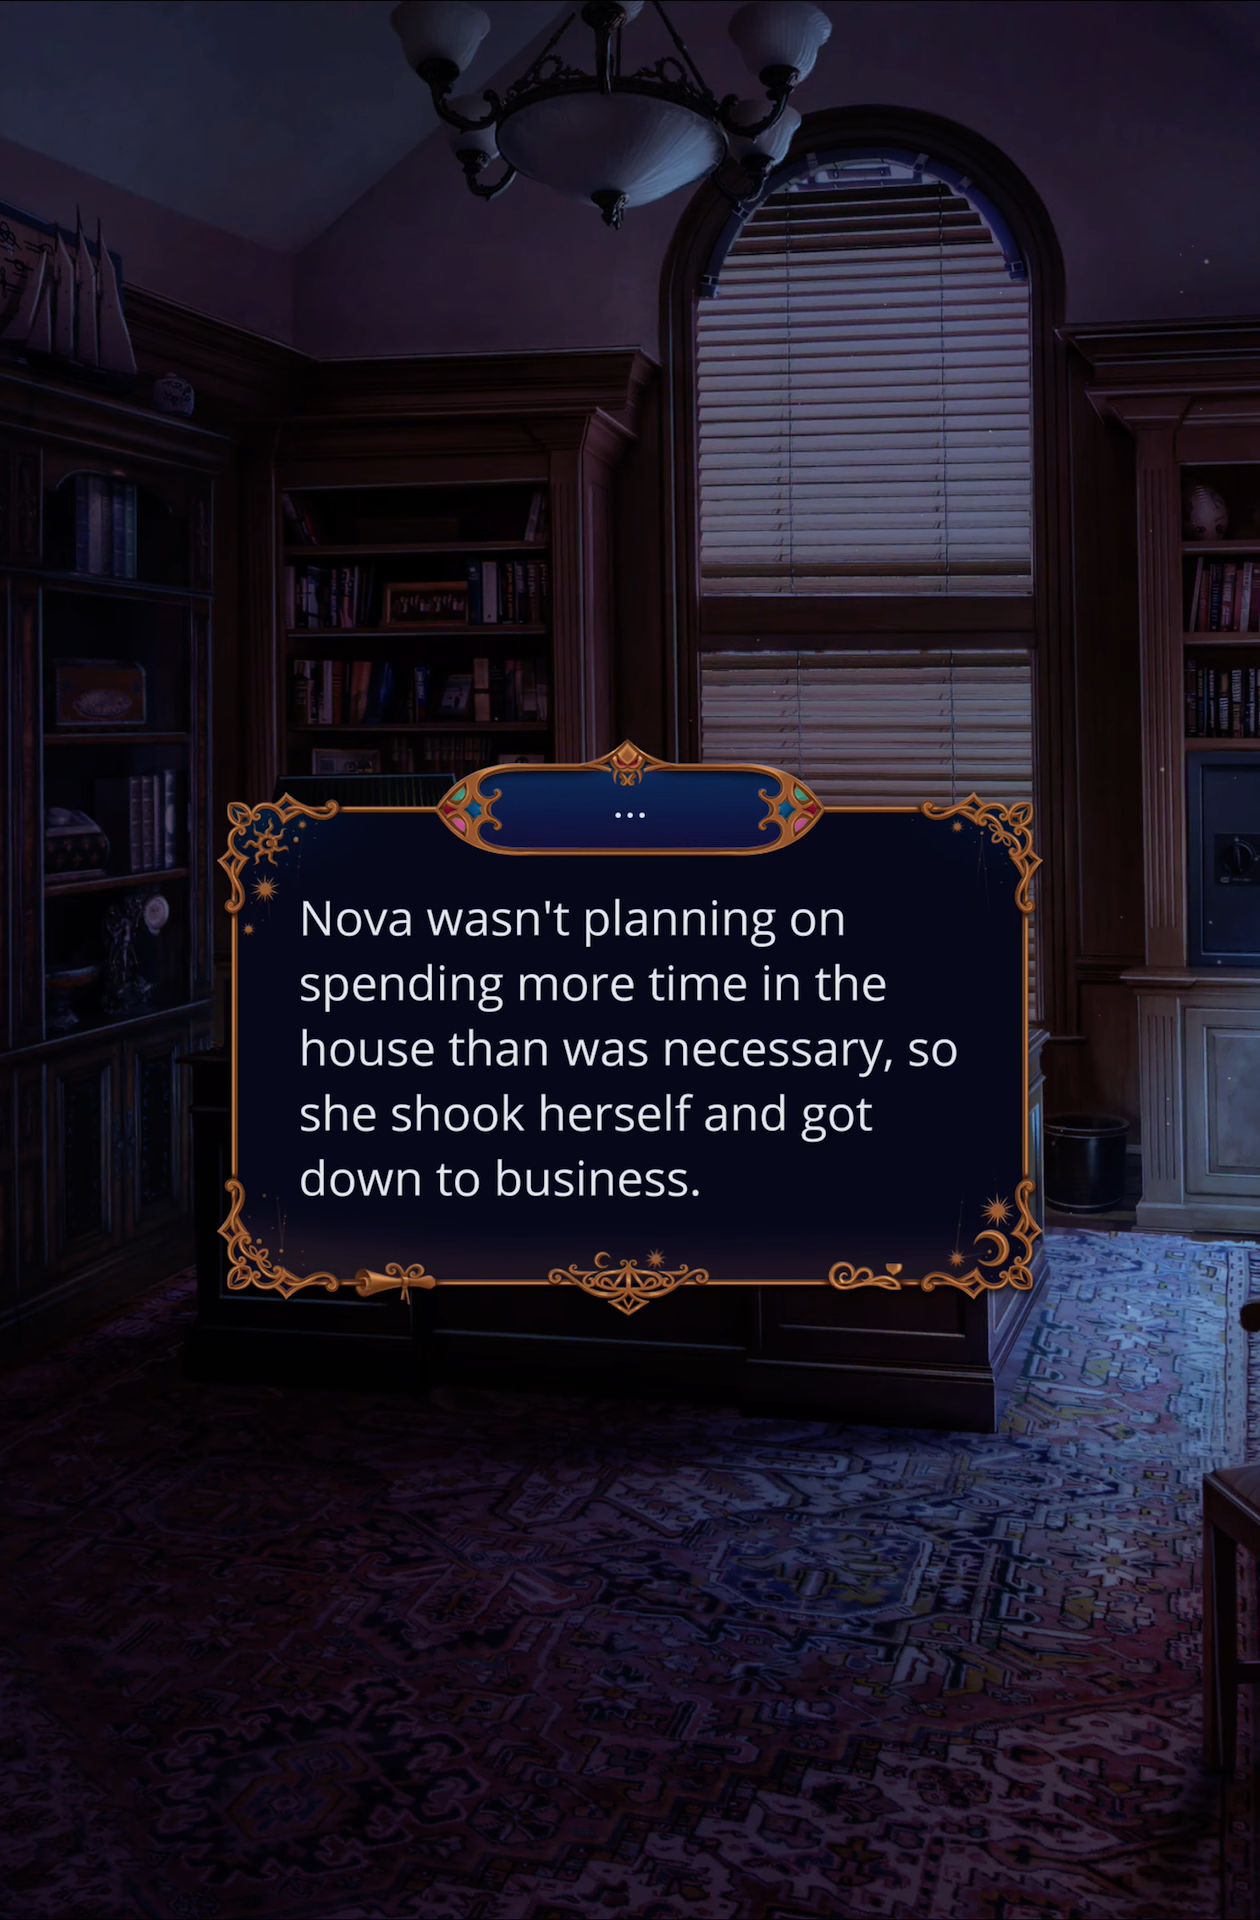 ...
Nova wasn't planning on
spending more time in the
house than was necessary, so
she shook herself and got
down to business.